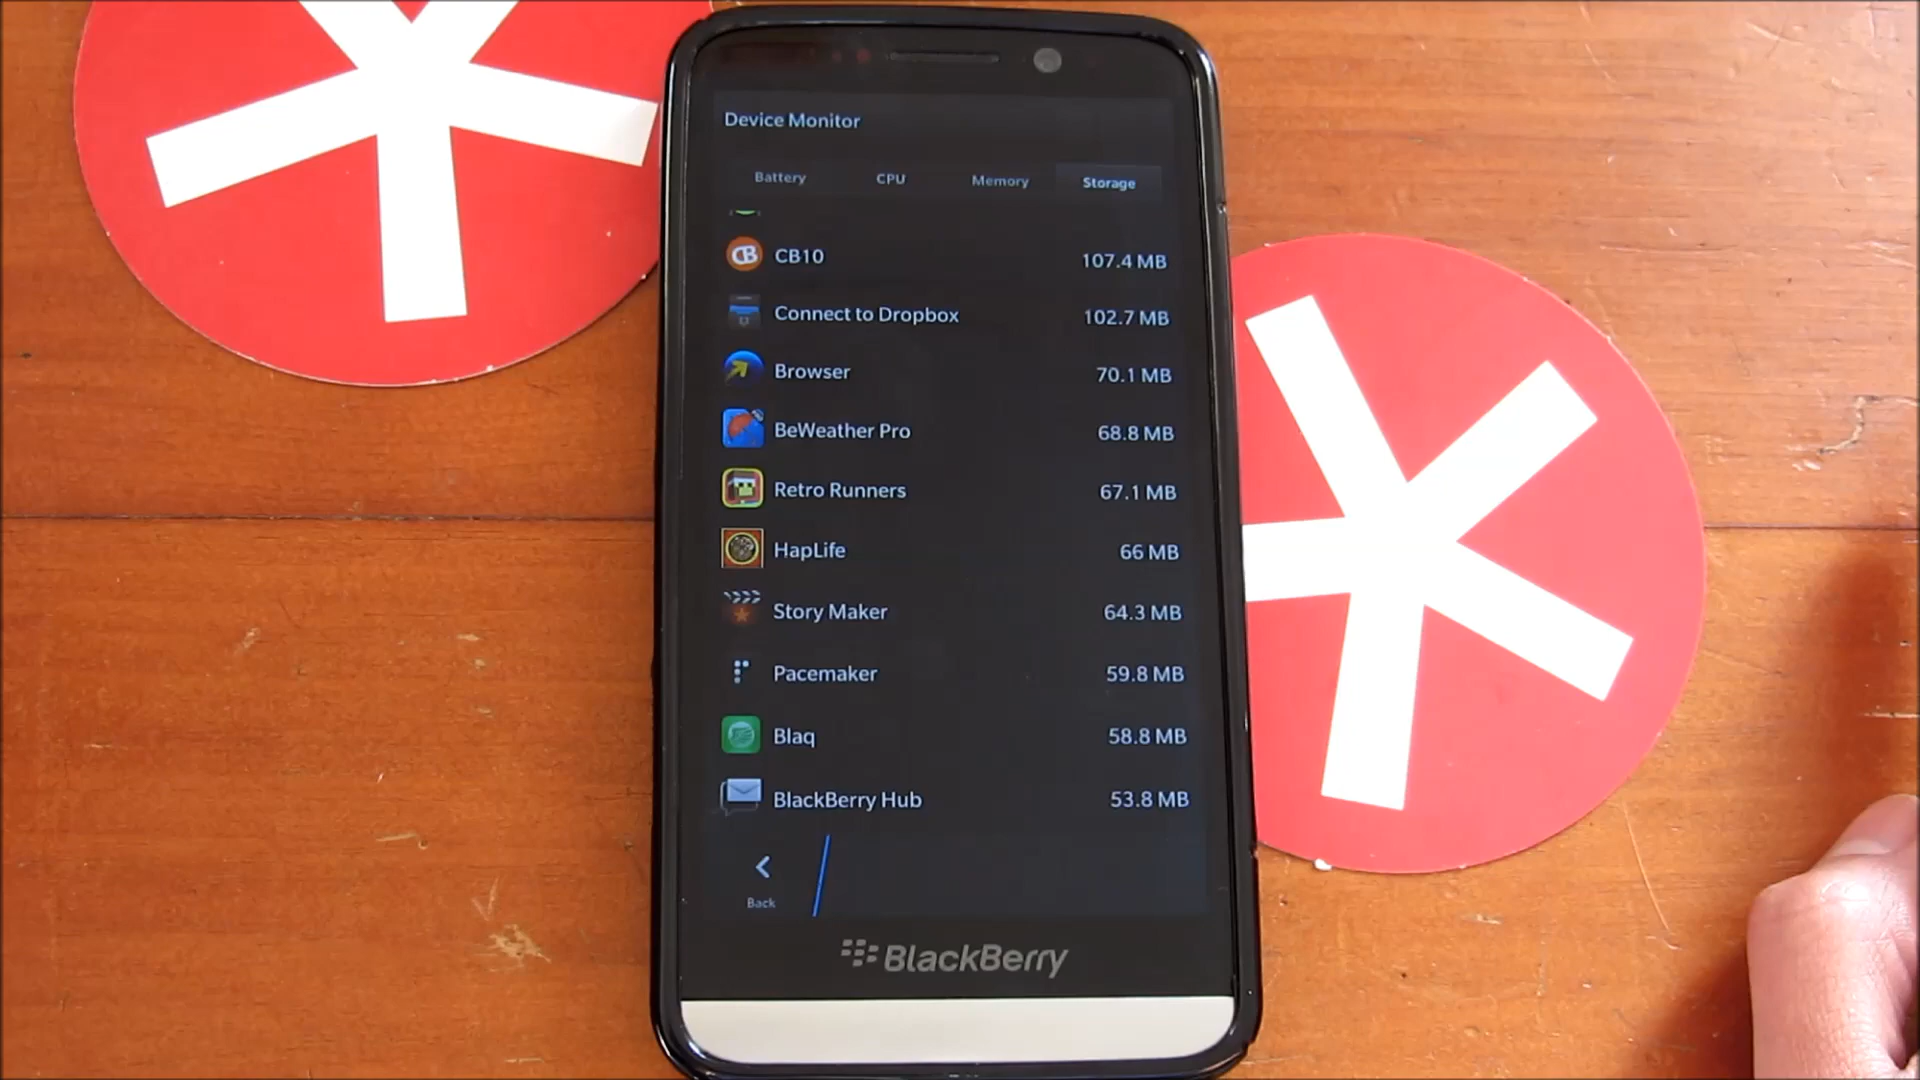 Device Monitor
Battery CPU Memory Storage
CB10 107.4 MB
Connect to Dropbox 102.7 MB
Browser 70.1 MB
BeWeather Pro 68.8 MB
Retro Runners 67.1 MB
HapLife 66 MB
Story Maker 64.3 MB
Pacemaker 59.8 MB
Blaq 58.8 MB
BlackBerry Hub 53.8 MB
Back
BlackBerry